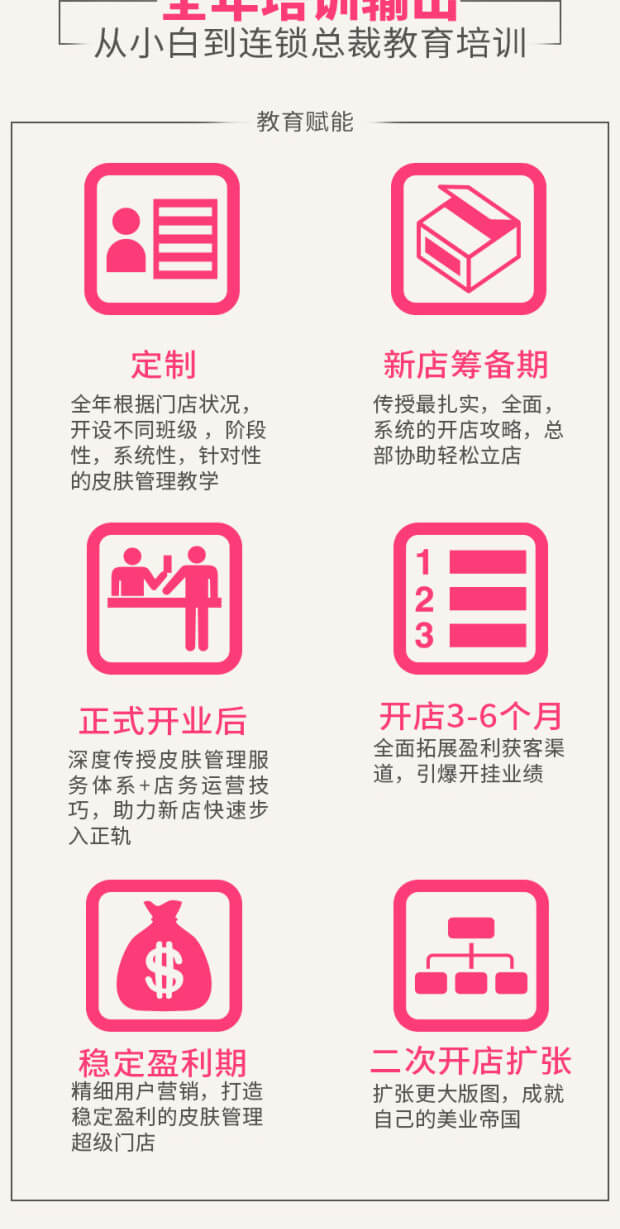 全年培训输出
从小白到连锁总裁教育培训
教育赋能
定制
全年根据门店状况，
开设不同班级，阶段
性，系统性，针对性
的皮肤管理教学
新店筹备期
传授最扎实，全面，
系统的开店攻略，总
部协助轻松立店
正式开业后
深度传授皮肤管理服
务体系+店务运营技
巧，助力新店快速步
入正轨
1
2
3
开店3-6个月
全面拓展盈利获客渠
道，引爆开挂业绩
$
稳定盈利期
精细用户营销，打造
稳定盈利的皮肤管理
超级门店
二次开店扩张
扩张更大版图，成就
自己的美业帝国